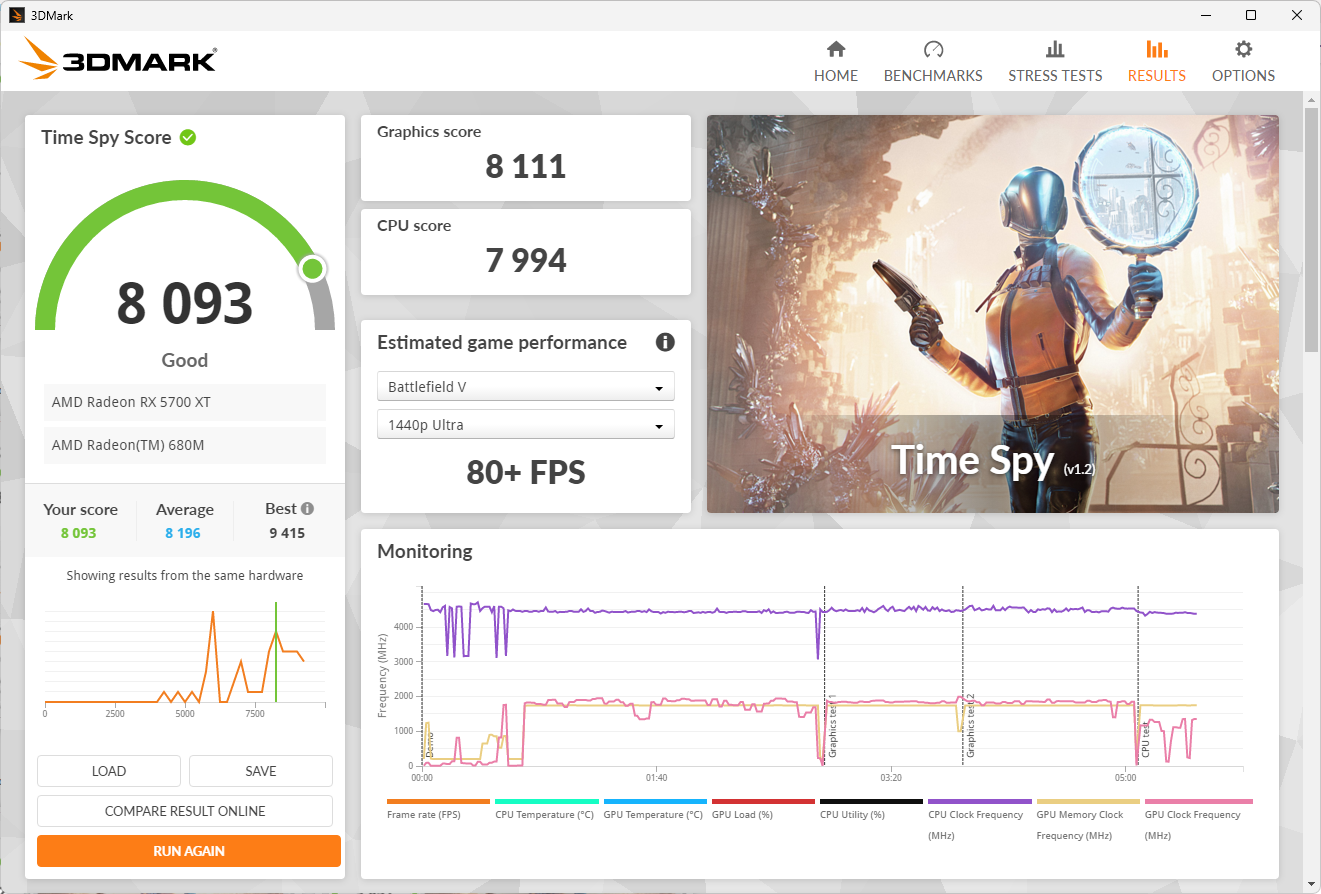 3DMark
3DMARK®
HOME
BENCHMARKS
STRESS TESTS
RESULTS
OPTIONS
Time Spy Score
8 093
Good
AMD Radeon RX 5700 XT
AMD Radeon(TM) 680M
Your score
8 093
Average
8 196
Best
9 415
Showing results from the same hardware
0
2500
5000
7500
LOAD
SAVE
COMPARE RESULT ONLINE
RUN AGAIN
Graphics score
8 111
CPU score
7 994
Estimated game performance
Battlefield V
1440p Ultra
80+ FPS
Time Spy (v1.2)
Monitoring
Frequency (MHz)
4000
3000
2000
1000
0
Demo
Graphics test 1
Graphics test 2
CPU test
00:00
01:40
03:20
05:00
Frame rate (FPS)
CPU Temperature (°C)
GPU Temperature (°C)
GPU Load (%)
CPU Utility (%)
CPU Clock Frequency
(MHz)
GPU Memory Clock
Frequency (MHz)
GPU Clock Frequency
(MHz)